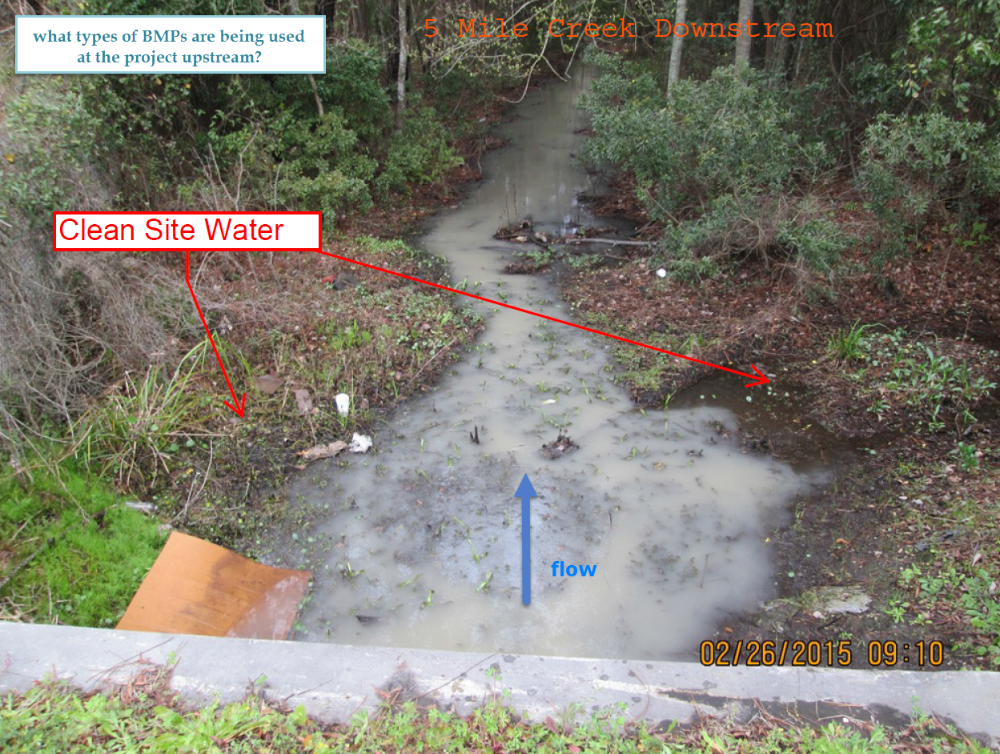 5 Mile Creek Downstream
what types of BMPs are being used
at the project upstream?
Clean Site Water
flow
02/26/2015 09:10